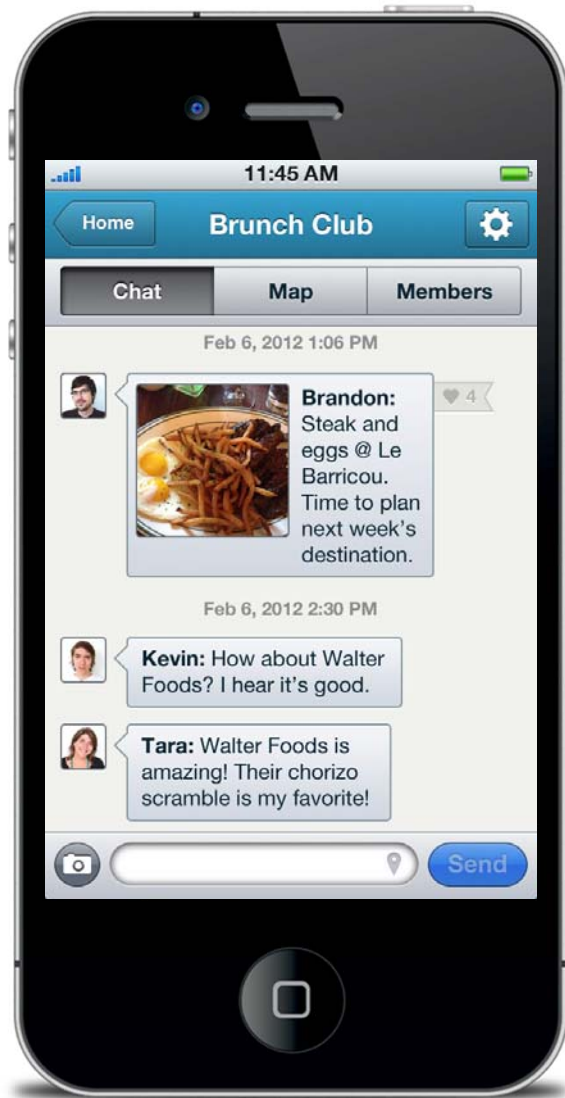 11:45 AM
Home
Brunch Club
Chat
Map
Members
Feb 6, 2012 1:06 PM
Brandon:
Steak and
eggs @ Le
Barricou.
Time to plan
next week's
destination.
4
Feb 6, 2012 2:30 PM
Kevin: How about Walter
Foods? I hear it's good.
Tara: Walter Foods is
amazing! Their chorizo
scramble is my favorite!
Send